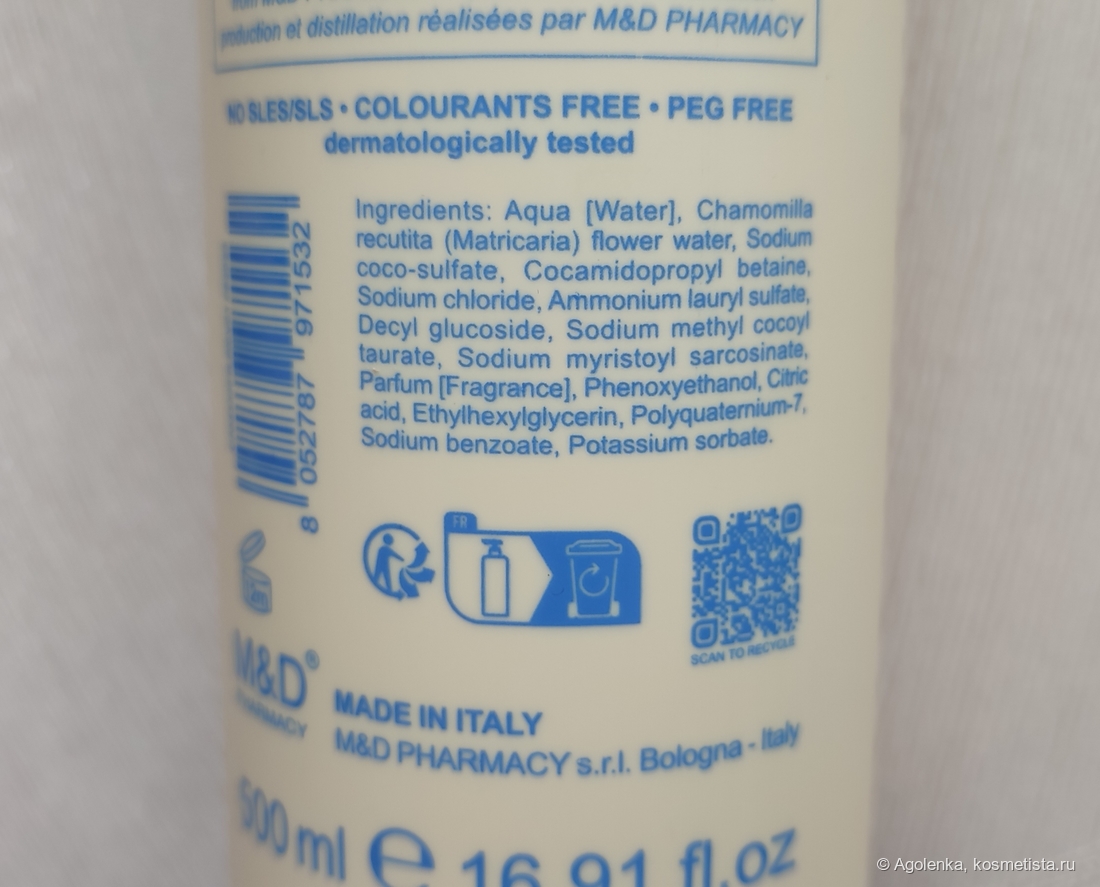 production et distillation réalisées par M&D PHARMACY
NO SLES/SLS • COLOURANTS FREE • PEG FREE
dermatologically tested
Ingredients: Aqua [Water], Chamomilla
recutita (Matricaria) flower water, Sodium
coco-sulfate, Cocamidopropyl betaine,
Sodium chloride, Ammonium lauryl sulfate,
Decyl glucoside, Sodium methyl cocoyl
taurate, Sodium myristoyl sarcosinate,
Parfum [Fragrance], Phenoxyethanol, Citric
acid, Ethylhexylglycerin, Polyquaternium-7,
Sodium benzoate, Potassium sorbate.
8 052787 971532
FR
SCAN TO RECYCLE
M&D®
PHARMACY
MADE IN ITALY
M&D PHARMACY s.r.l. Bologna - Italy
500 ml e 16.91 fl.oz
© Agolenka, kosmetista.ru